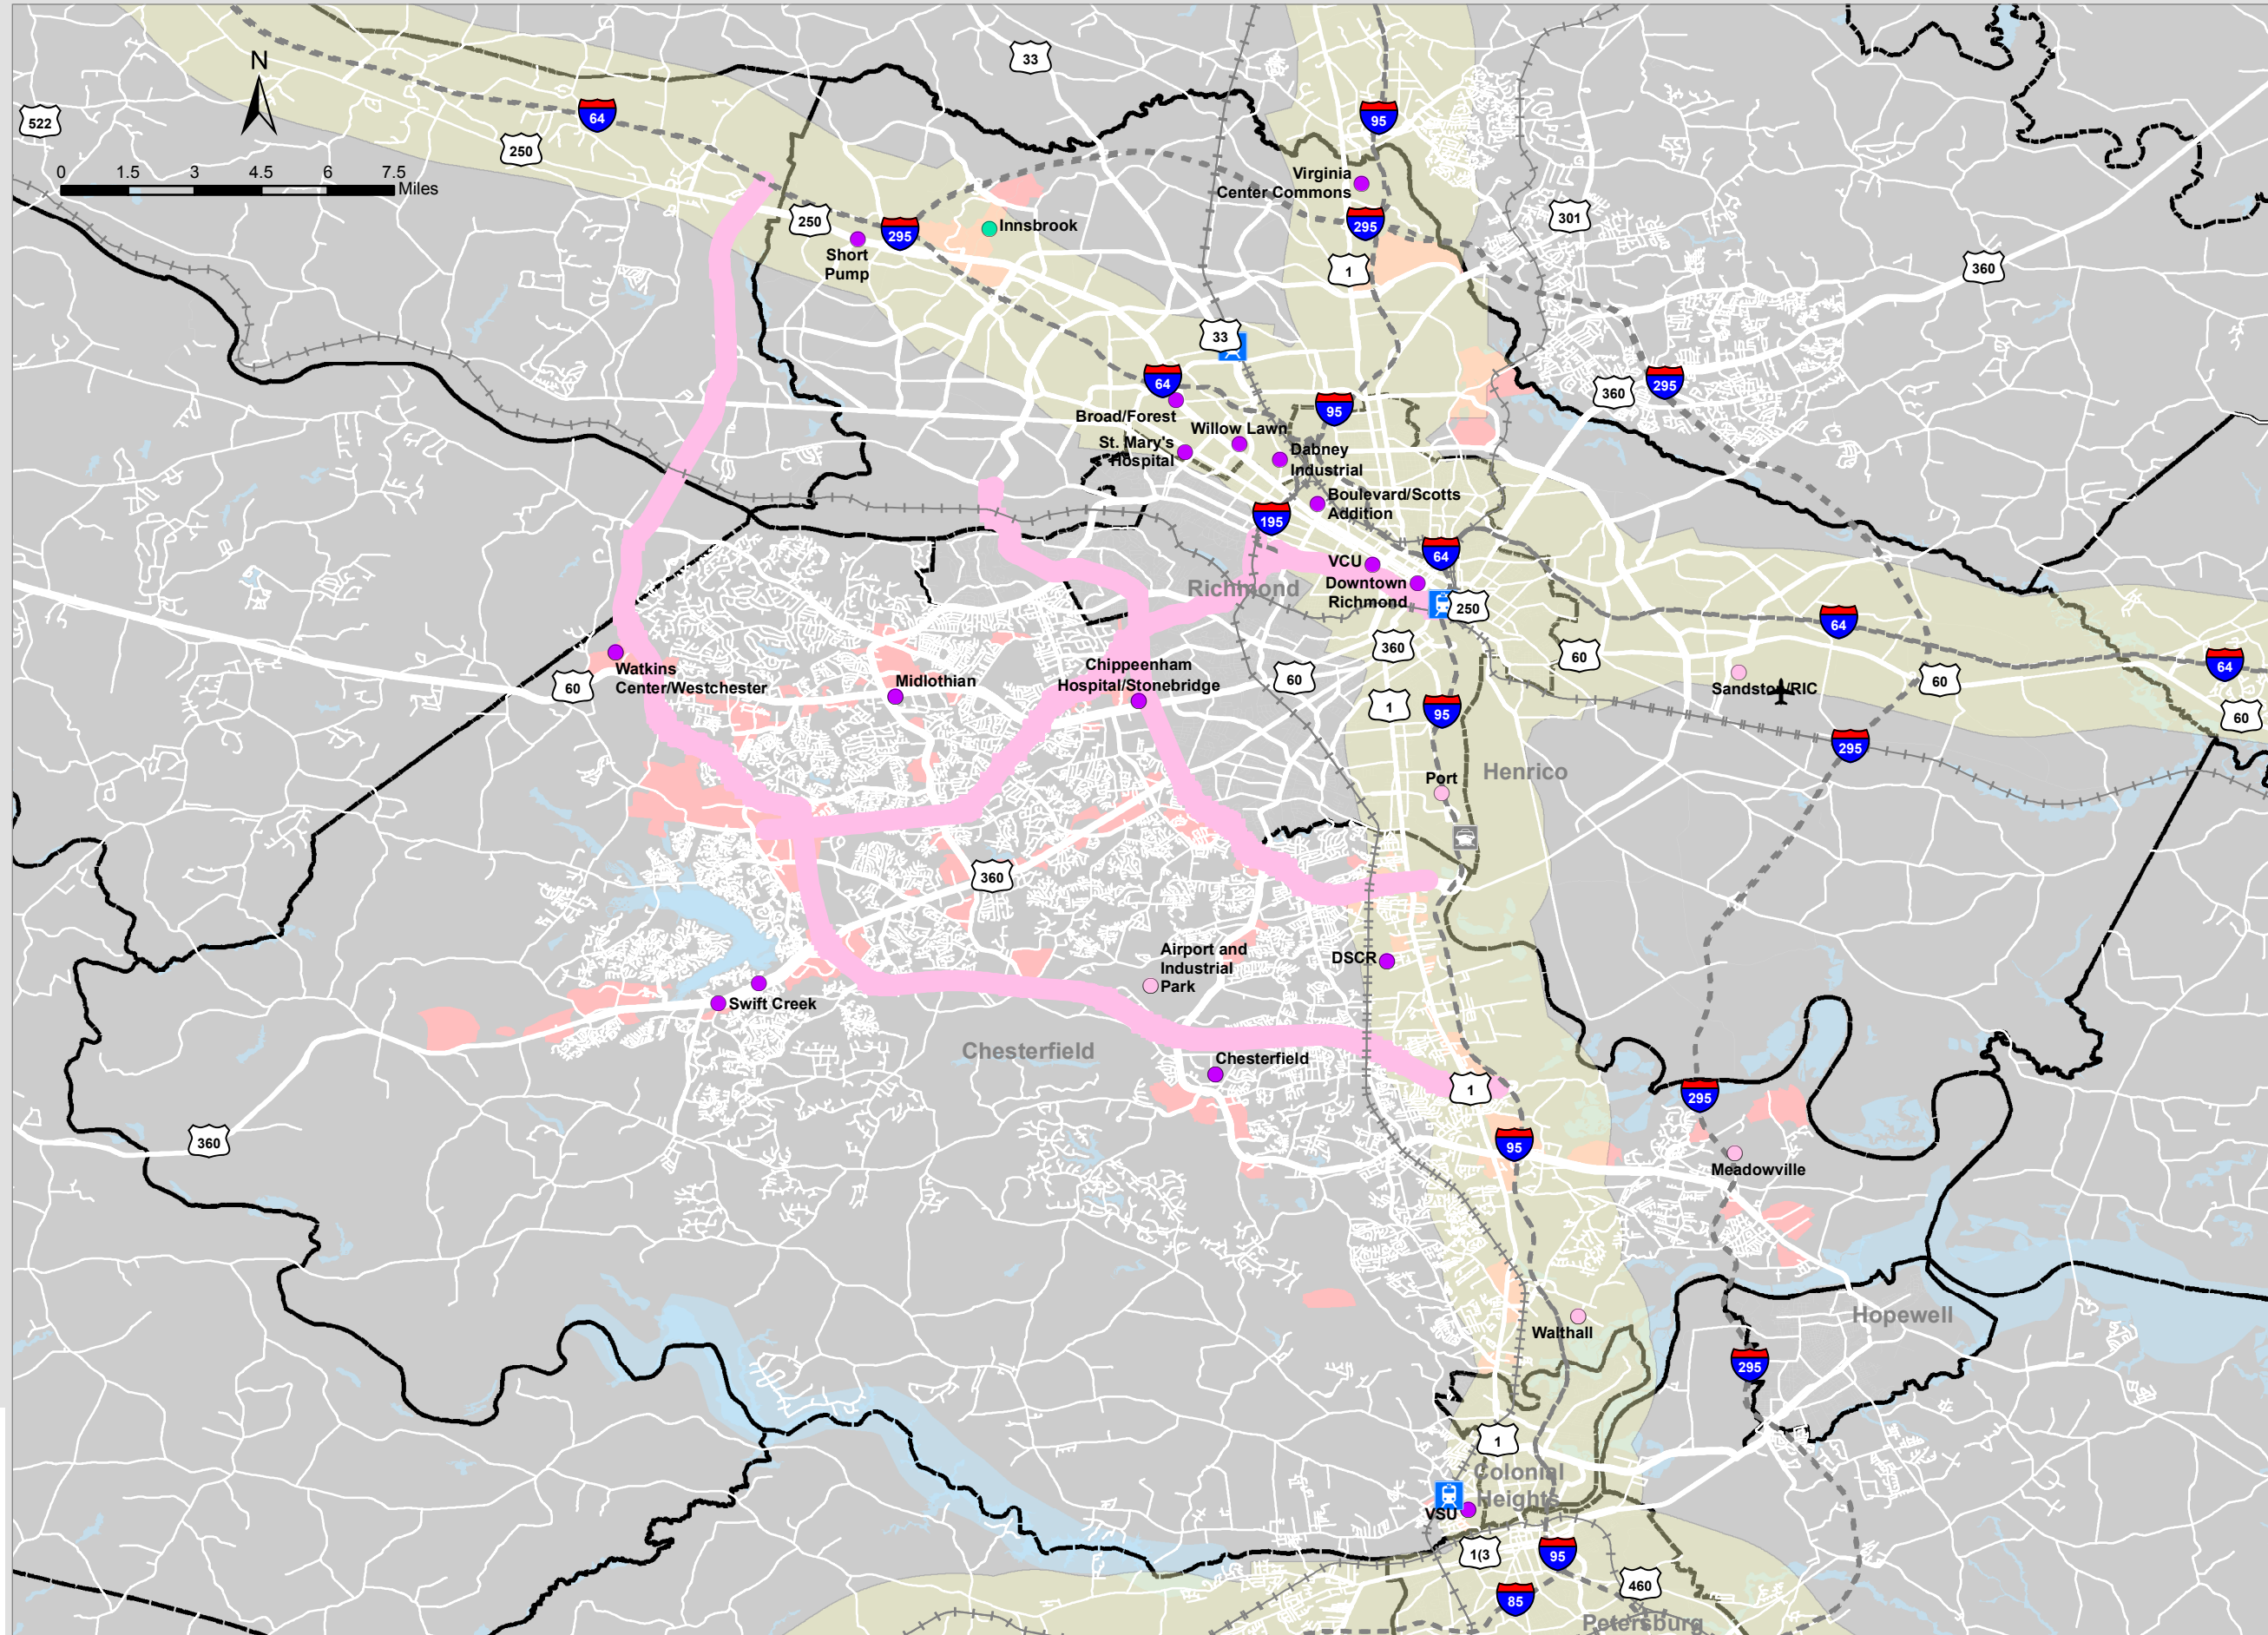 N
0 1.5 3 4.5 6 7.5
Miles
522
64
250
33
95
Virginia
Center Commons
295
301
1
360
250
295
Short
Pump
Innsbrook
33
64
95
360
295
Broad/Forest
Willow Lawn
St. Mary's
Hospital
Dabney
Industrial
Boulevard/Scotts
Addition
195
64
VCU
Downtown
Richmond
Richmond
250
360
60
64
60
64
60
Watkins
Center/Westchester
60
Midlothian
Chippeenham
Hospital/Stonebridge
60
1
95
Sandston/RIC
295
Port
Henrico
360
Airport and
Industrial
Park
DSCR
Swift Creek
Chesterfield
Chesterfield
1
295
360
95
Meadowville
Walthall
Hopewell
295
1
Colonial
Heights
VSU
1(3
95
85
460
Petersburg